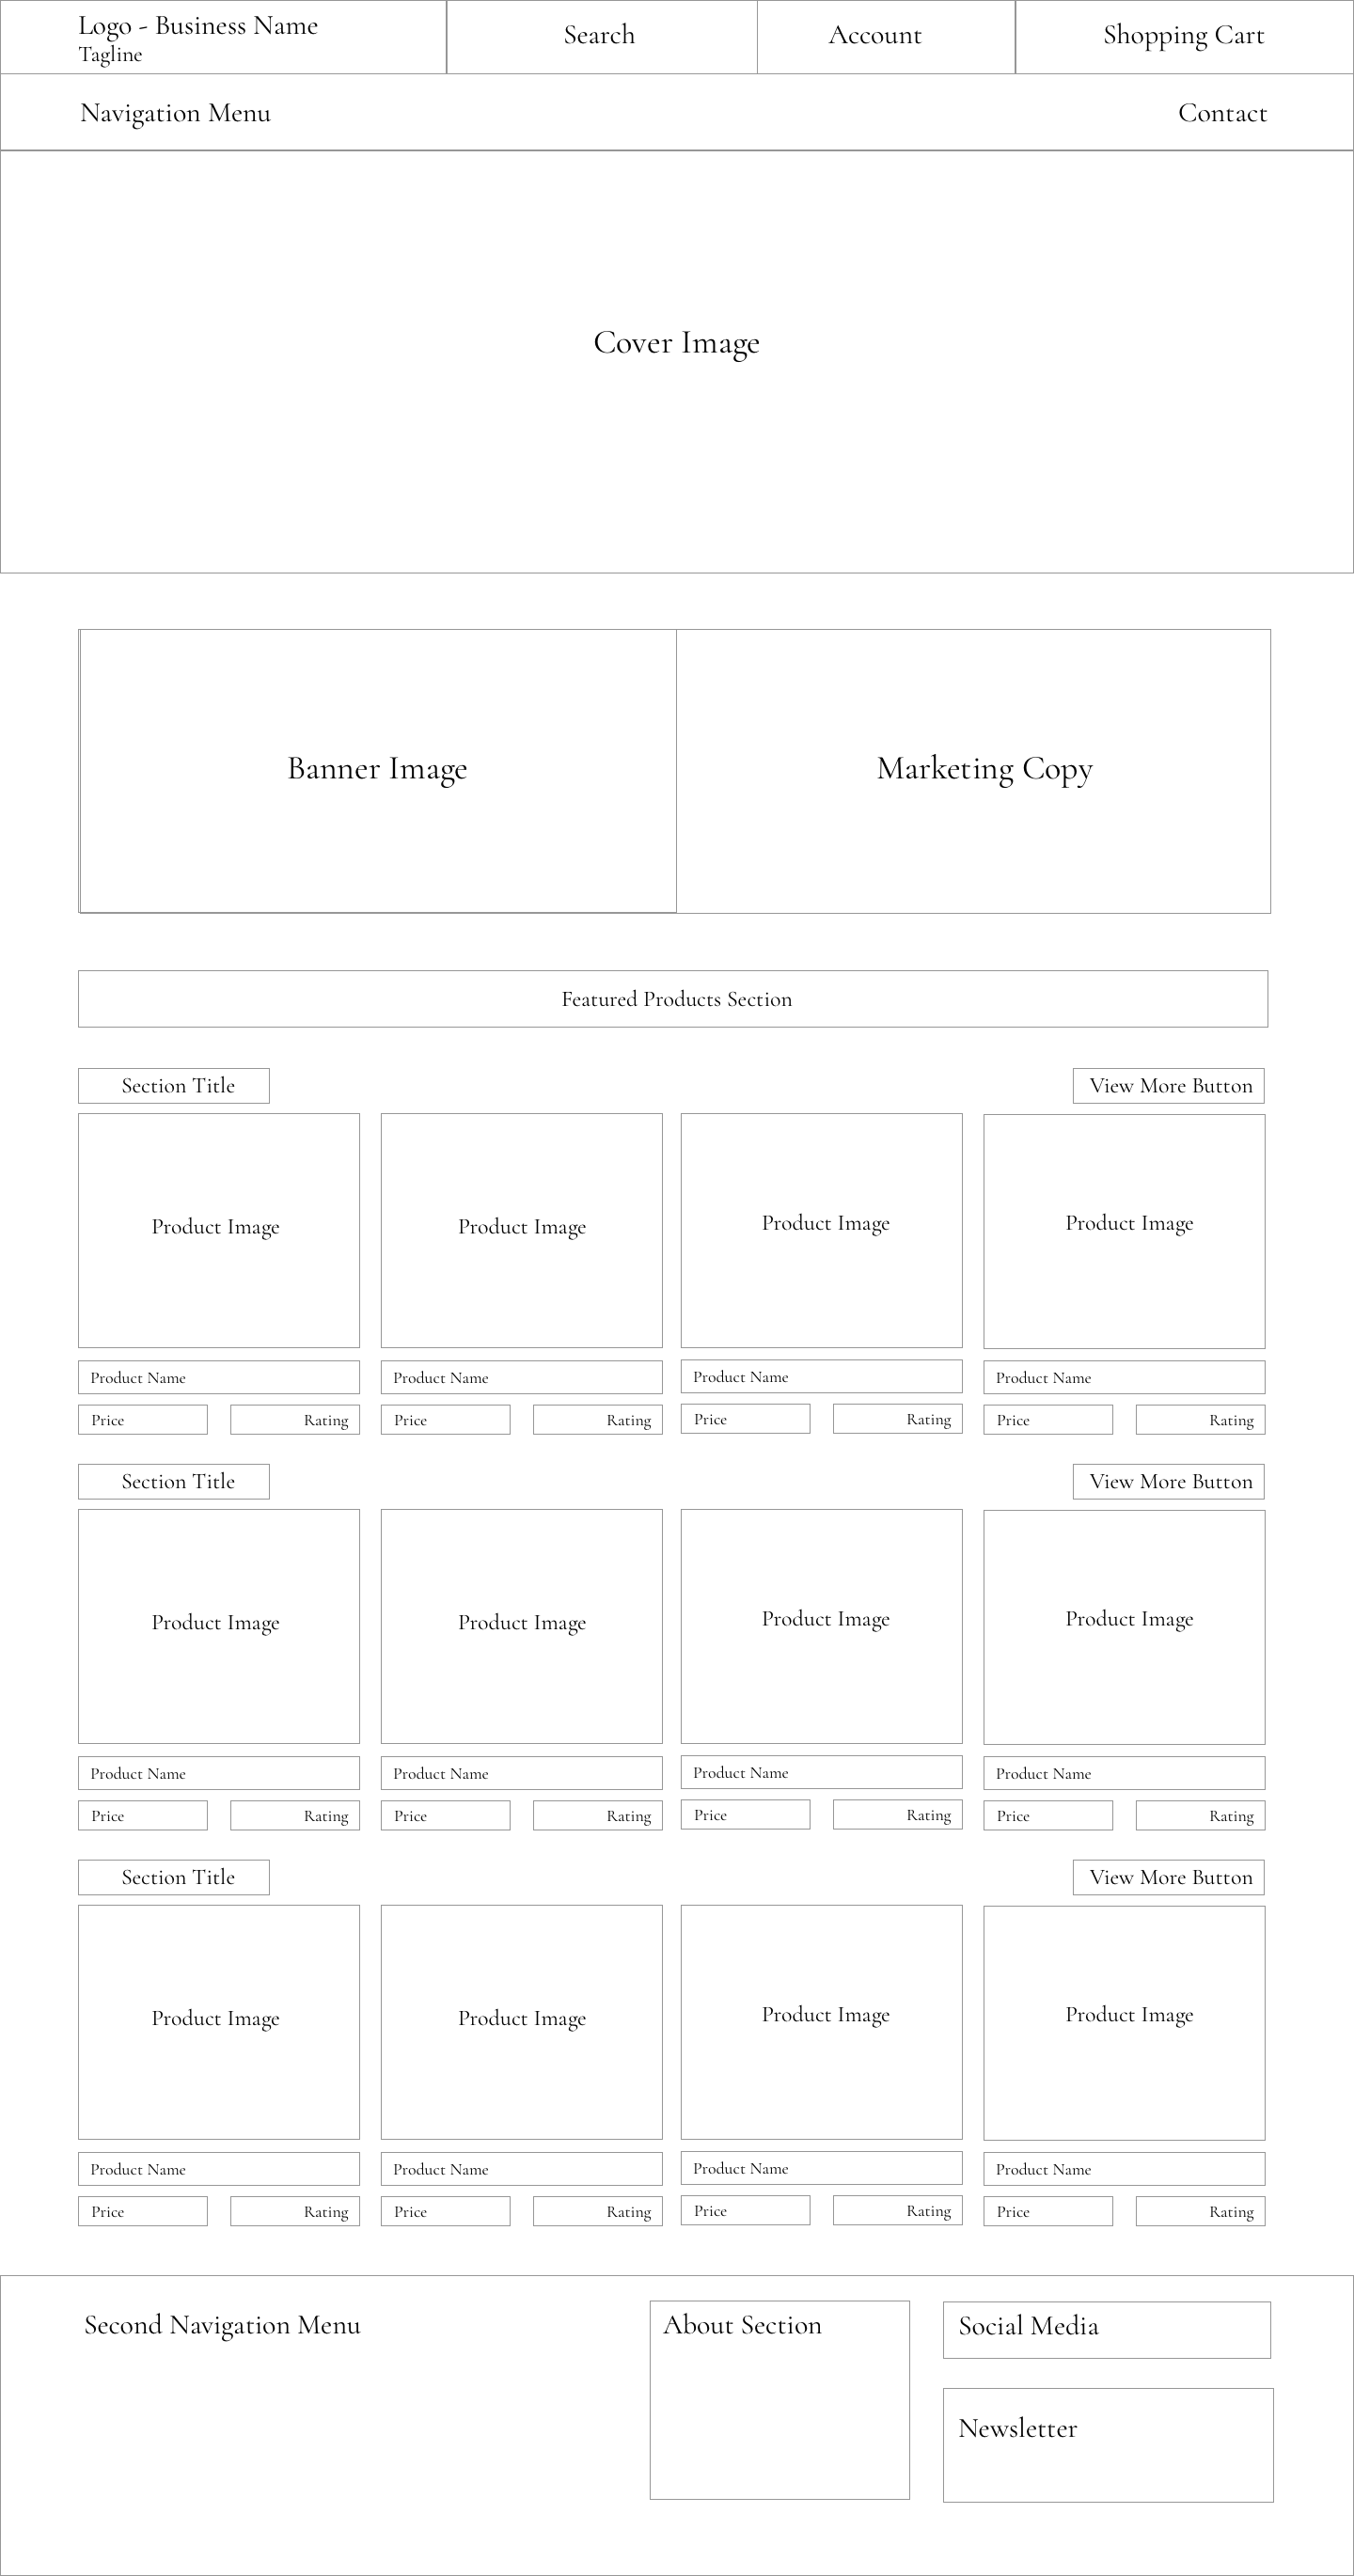 Logo - Business Name
Tagline
Search
Account
Shopping Cart
Navigation Menu
Contact
Cover Image
Banner Image
Marketing Copy
Featured Products Section
Section Title
View More Button
Product Image
Product Image
Product Image
Product Image
Product Name
Product Name
Product Name
Product Name
Price
Rating
Price
Rating
Price
Rating
Price
Rating
Section Title
View More Button
Product Image
Product Image
Product Image
Product Image
Product Name
Product Name
Product Name
Product Name
Price
Rating
Price
Rating
Price
Rating
Price
Rating
Section Title
View More Button
Product Image
Product Image
Product Image
Product Image
Product Name
Product Name
Product Name
Product Name
Price
Rating
Price
Rating
Price
Rating
Price
Rating
Second Navigation Menu
About Section
Social Media
Newsletter